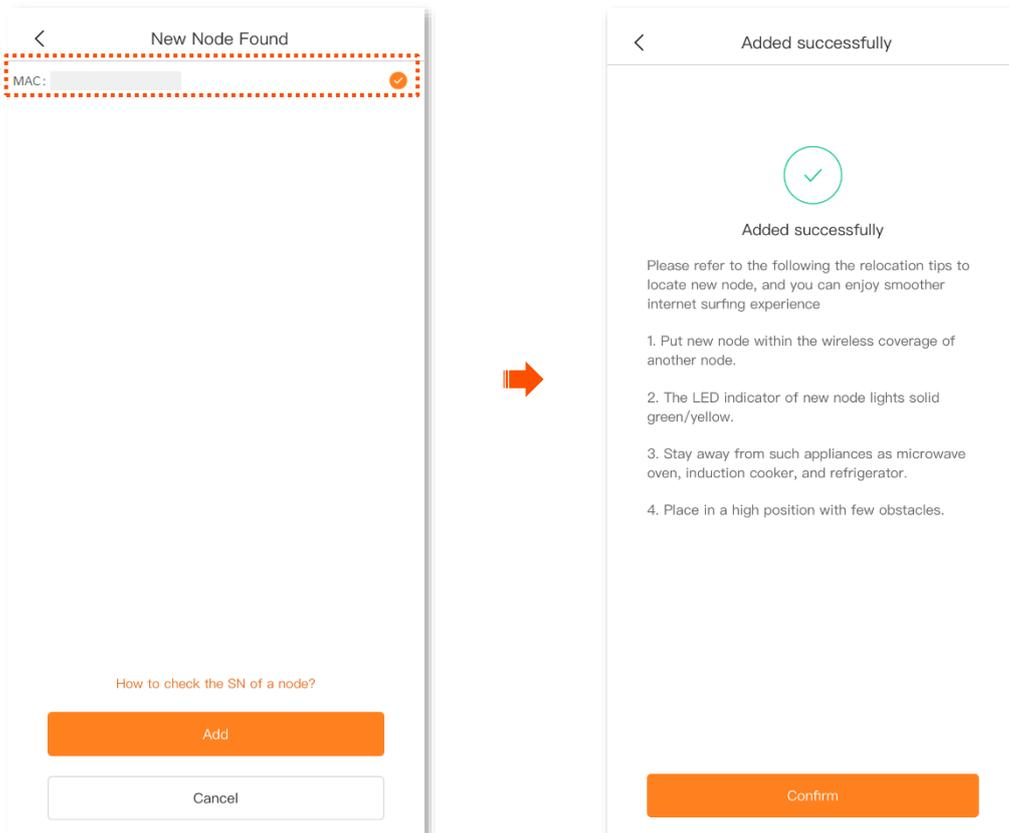 New Node Found
MAC:
How to check the SN of a node?
Add
Cancel
Added successfully
Added successfully
Please refer to the following the relocation tips to
locate new node, and you can enjoy smoother
internet surfing experience
1. Put new node within the wireless coverage of
another node.
2. The LED indicator of new node lights solid
green/yellow.
3. Stay away from such appliances as microwave
oven, induction cooker, and refrigerator.
4. Place in a high position with few obstacles.
Confirm